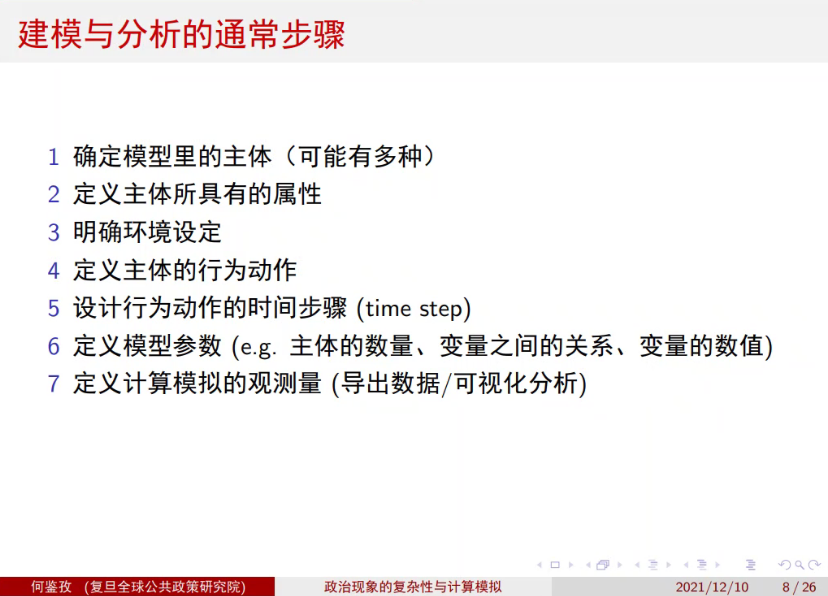 建模与分析的通常步骤
1 确定模型里的主体（可能有多种）
2 定义主体所具有的属性
3 明确环境设定
4 定义主体的行为动作
5 设计行为动作的时间步骤 (time step)
6 定义模型参数 (e.g. 主体的数量、变量之间的关系、变量的数值)
7 定义计算模拟的观测量 (导出数据/可视化分析)
何鉴孜 (复旦全球公共政策研究院) 政治现象的复杂性与计算模拟 2021/12/10 8 / 26